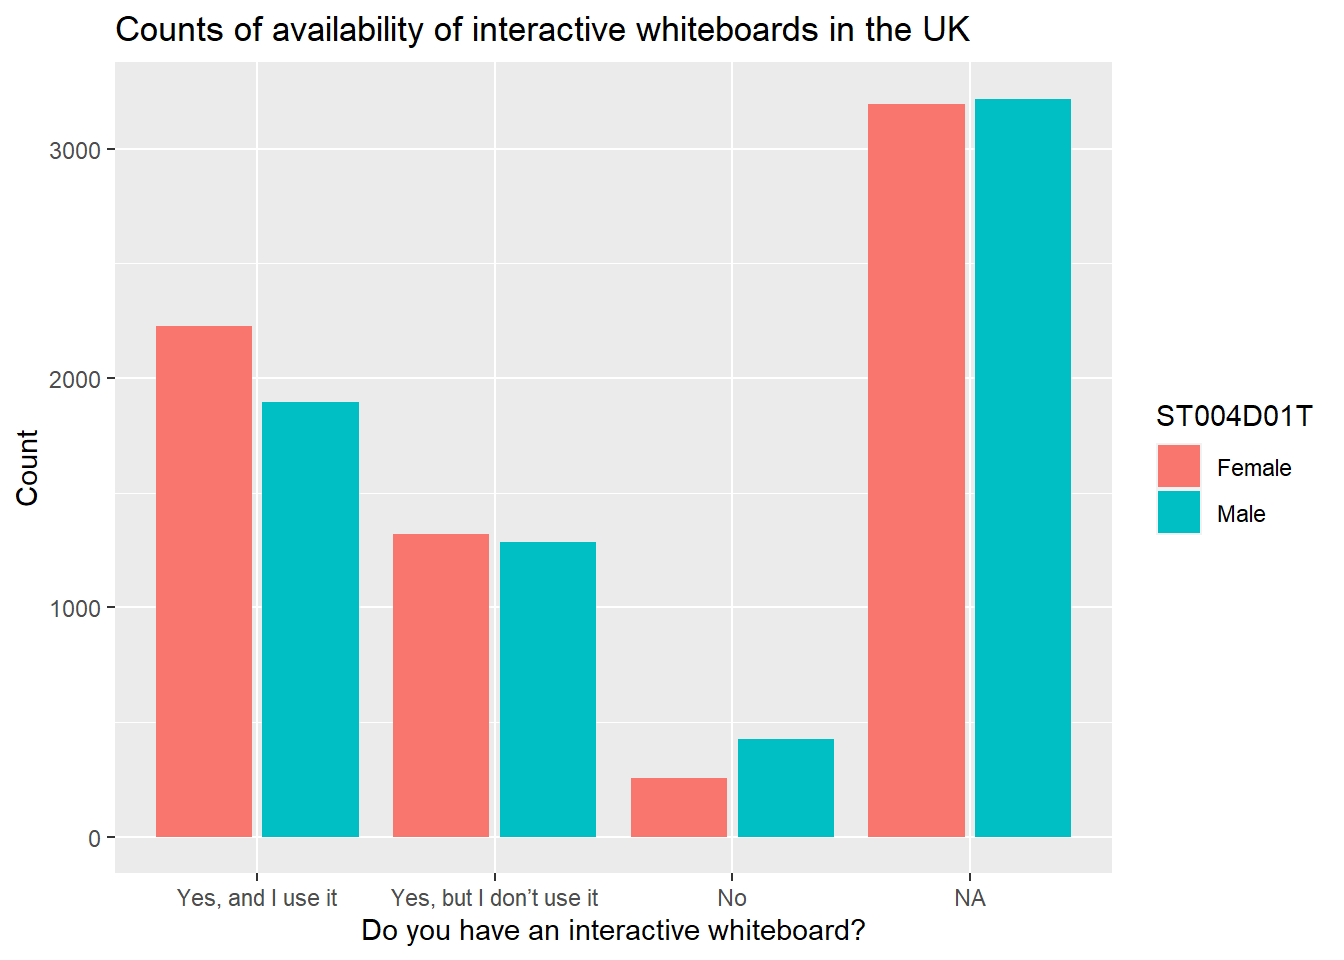 Counts of availability of interactive whiteboards in the UK
3000
2000
1000
0
Count
Yes, and I use it
Yes, but I don’t use it
No
NA
Do you have an interactive whiteboard?
ST004D01T
Female
Male